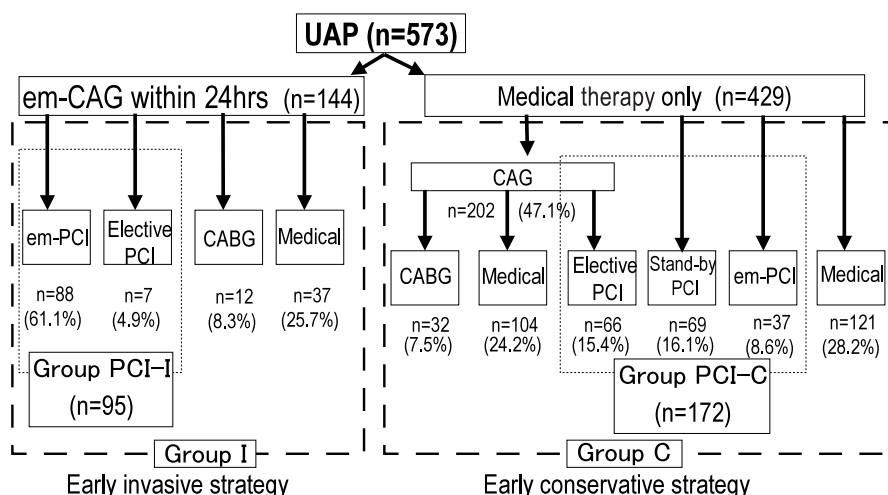 UAP (n=573)
em-CAG within 24hrs (n=144)
Medical therapy only (n=429)
CAG
n=202 (47.1%)
em-PCI
Elective
PCI
CABG
Medical
CABG
Medical
Elective
PCI
Stand-by
PCI
em-PCI
Medical
n=88
(61.1%)
n=7
(4.9%)
n=12
(8.3%)
n=37
(25.7%)
n=32
(7.5%)
n=104
(24.2%)
n=66
(15.4%)
n=69
(16.1%)
n=37
(8.6%)
n=121
(28.2%)
Group PCI-I
(n=95)
Group PCI-C
(n=172)
Group I
Group C
Early invasive strategy
Early conservative strategy